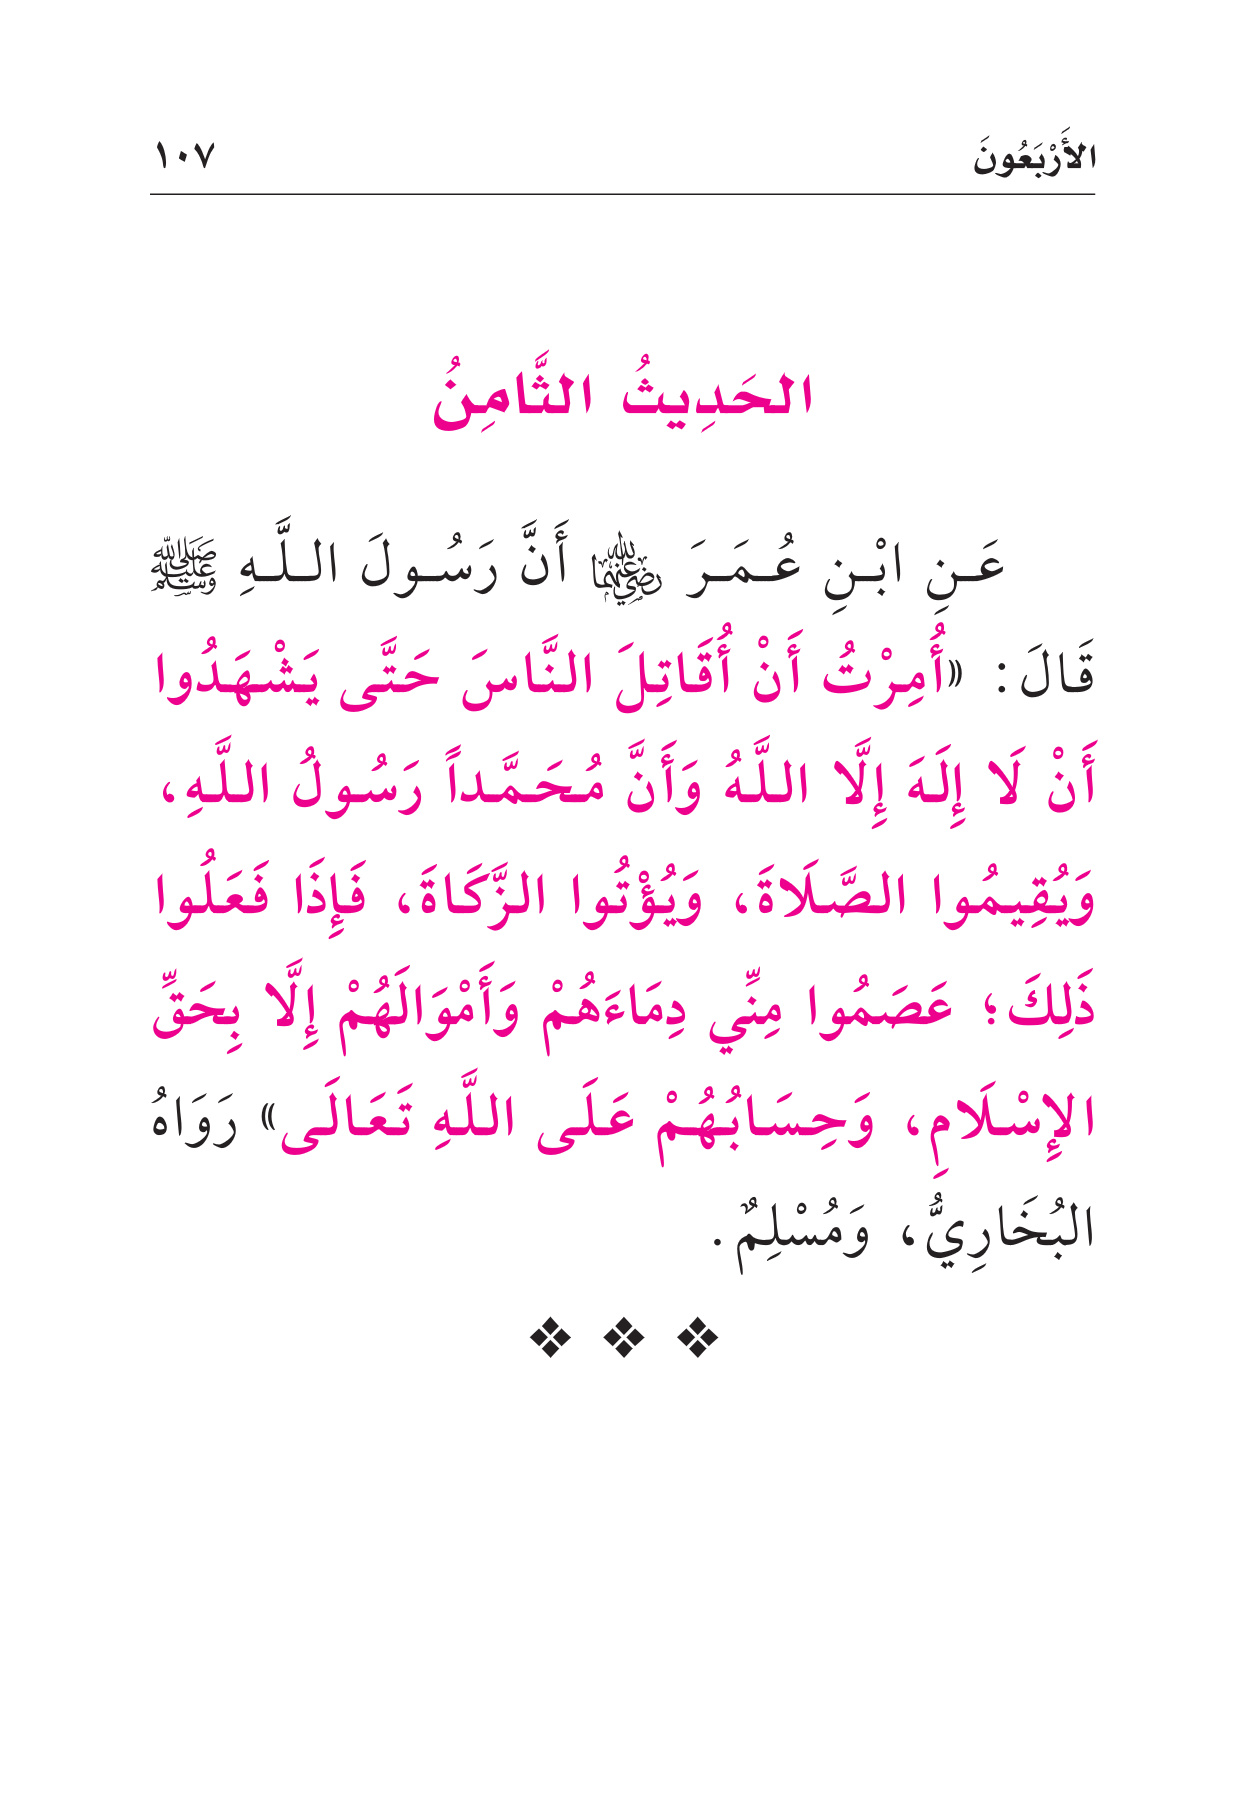 الأَرْبَعُونَ ١٠٧
الحَدِيثُ الثَّامِنُ
عَنِ ابْنِ عُمَرَ رضي الله عنهما أَنَّ رَسُولَ اللَّهِ ﷺ
قَالَ: «أُمِرْتُ أَنْ أُقَاتِلَ النَّاسَ حَتَّى يَشْهَدُوا
أَنْ لَا إِلَهَ إِلَّا اللَّهُ وَأَنَّ مُحَمَّداً رَسُولُ اللَّهِ،
وَيُقِيمُوا الصَّلَاةَ، وَيُؤْتُوا الزَّكَاةَ، فَإِذَا فَعَلُوا
ذَلِكَ؛ عَصَمُوا مِنِّي دِمَاءَهُمْ وَأَمْوَالَهُمْ إِلَّا بِحَقِّ
الإِسْلَامِ، وَحِسَابُهُمْ عَلَى اللَّهِ تَعَالَى» رَوَاهُ
البُخَارِيُّ، وَمُسْلِمٌ.